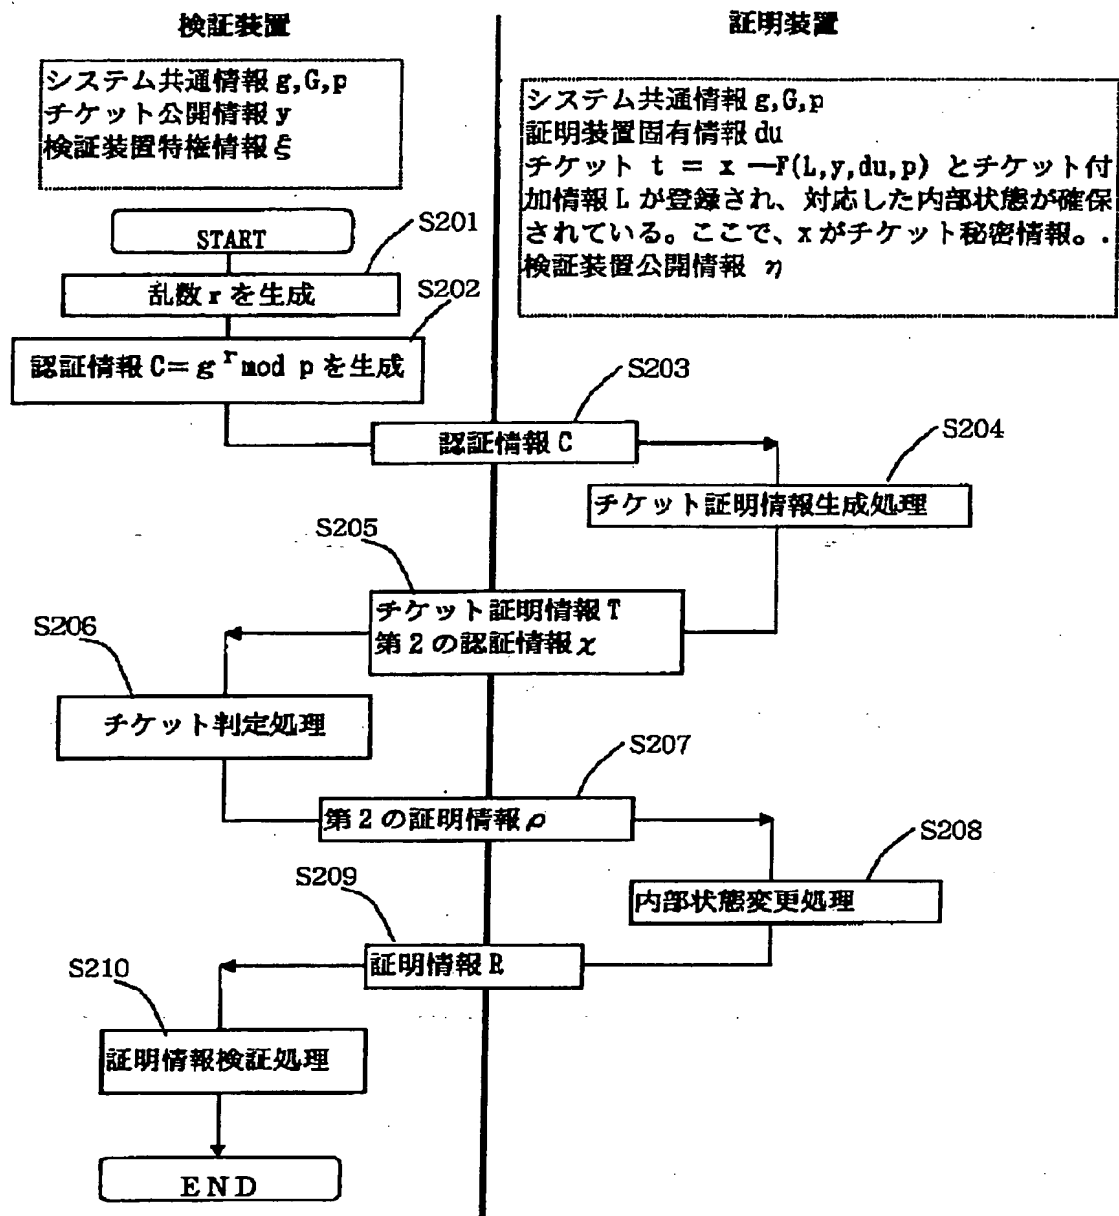 検証装置
証明装置
システム共通情報 g,G,p
チケット公開情報 y
検証装置特権情報 ξ
システム共通情報 g,G,p
証明装置固有情報 du
チケット t = x ―F(L,y,du,p) とチケット付
加情報 L が登録され、対応した内部状態が確保
されている。ここで、x がチケット秘密情報。.
検証装置公開情報 η
START
S201
乱数 r を生成
S202
認証情報 C= g^r mod p を生成
S203
認証情報 C
S204
チケット証明情報生成処理
S205
チケット証明情報 T
第2の認証情報 χ
S206
チケット判定処理
S207
第2の証明情報 ρ
S208
内部状態変更処理
S209
証明情報 R
S210
証明情報検証処理
END